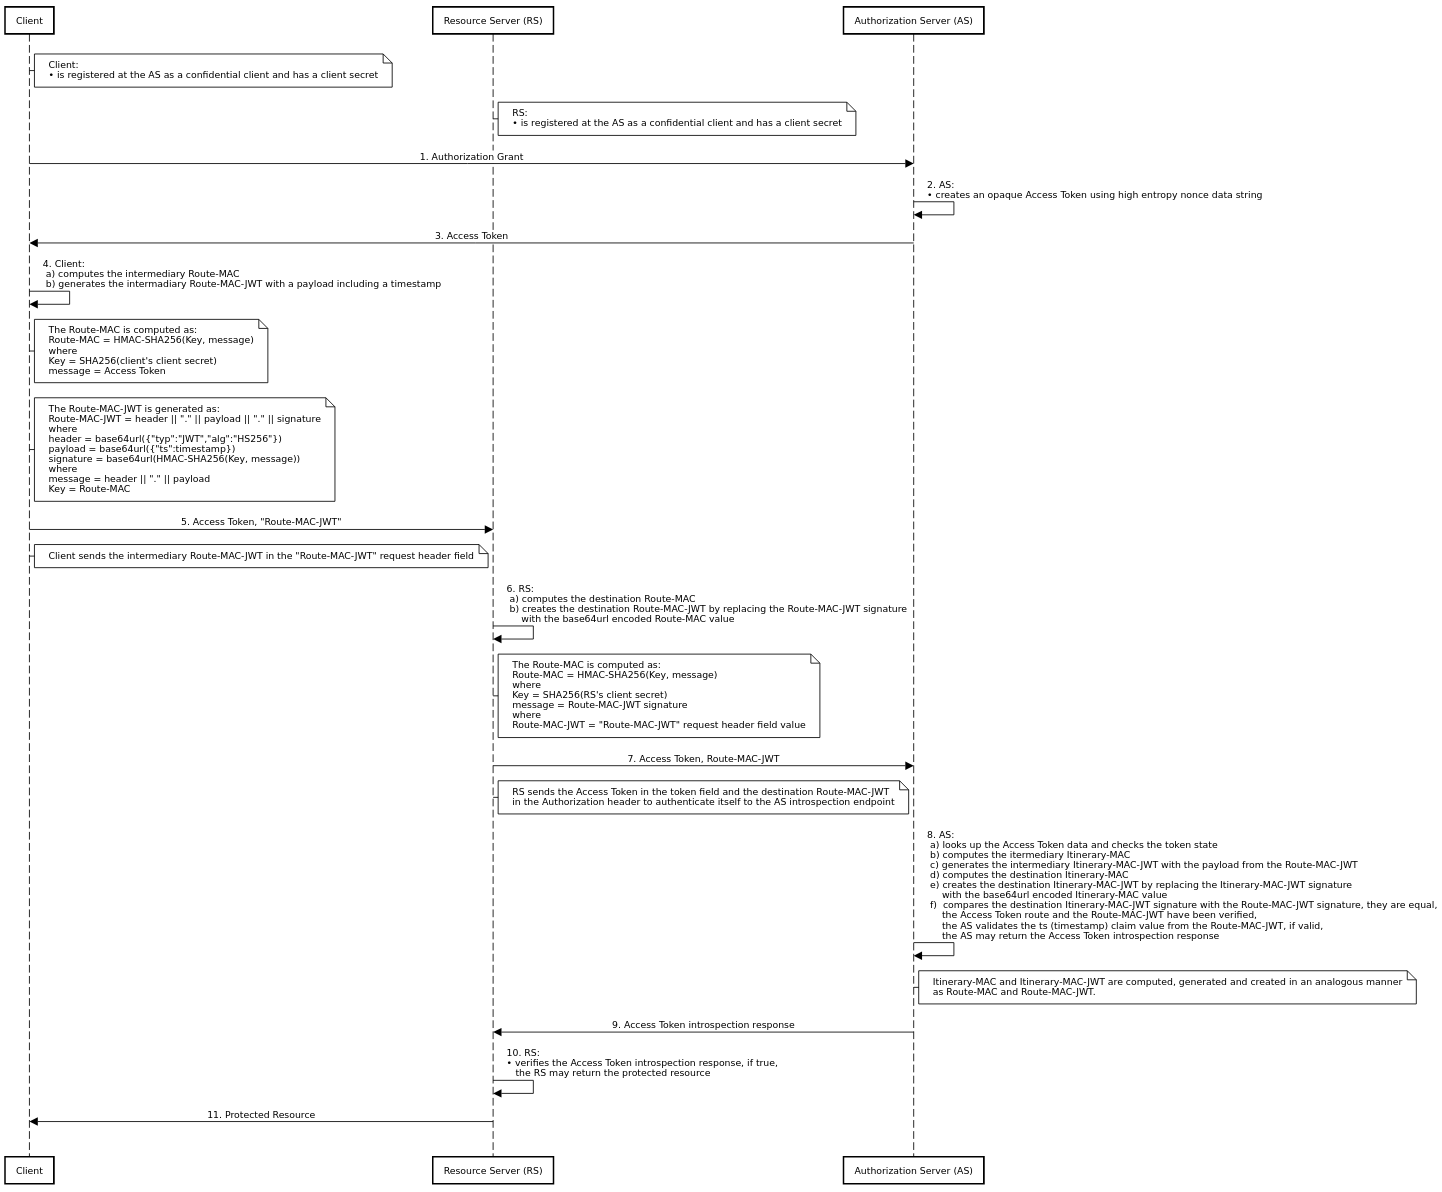 Client
Resource Server (RS)
Authorization Server (AS)
Client:
• is registered at the AS as a confidential client and has a client secret
RS:
• is registered at the AS as a confidential client and has a client secret
1. Authorization Grant
2. AS:
• creates an opaque Access Token using high entropy nonce data string
3. Access Token
4. Client:
a) computes the intermediary Route-MAC
b) generates the intermadiary Route-MAC-JWT with a payload including a timestamp
The Route-MAC is computed as:
Route-MAC = HMAC-SHA256(Key, message)
where
Key = SHA256(client's client secret)
message = Access Token
The Route-MAC-JWT is generated as:
Route-MAC-JWT = header || "." || payload || "." || signature
where
header = base64url({"typ":"JWT","alg":"HS256"})
payload = base64url({"ts":timestamp})
signature = base64url(HMAC-SHA256(Key, message))
where
message = header || "." || payload
Key = Route-MAC
5. Access Token, "Route-MAC-JWT"
Client sends the intermediary Route-MAC-JWT in the "Route-MAC-JWT" request header field
6. RS:
a) computes the destination Route-MAC
b) creates the destination Route-MAC-JWT by replacing the Route-MAC-JWT signature
with the base64url encoded Route-MAC value
The Route-MAC is computed as:
Route-MAC = HMAC-SHA256(Key, message)
where
Key = SHA256(RS's client secret)
message = Route-MAC-JWT signature
where
Route-MAC-JWT = "Route-MAC-JWT" request header field value
7. Access Token, Route-MAC-JWT
RS sends the Access Token in the token field and the destination Route-MAC-JWT
in the Authorization header to authenticate itself to the AS introspection endpoint
8. AS:
a) looks up the Access Token data and checks the token state
b) computes the itermediary Itinerary-MAC
c) generates the intermediary Itinerary-MAC-JWT with the payload from the Route-MAC-JWT
d) computes the destination Itinerary-MAC
e) creates the destination Itinerary-MAC-JWT by replacing the Itinerary-MAC-JWT signature
with the base64url encoded Itinerary-MAC value
f) compares the destination Itinerary-MAC-JWT signature with the Route-MAC-JWT signature, they are equal,
the Access Token route and the Route-MAC-JWT have been verified,
the AS validates the ts (timestamp) claim value from the Route-MAC-JWT, if valid,
the AS may return the Access Token introspection response
Itinerary-MAC and Itinerary-MAC-JWT are computed, generated and created in an analogous manner
as Route-MAC and Route-MAC-JWT.
9. Access Token introspection response
10. RS:
• verifies the Access Token introspection response, if true,
the RS may return the protected resource
11. Protected Resource
Client
Resource Server (RS)
Authorization Server (AS)